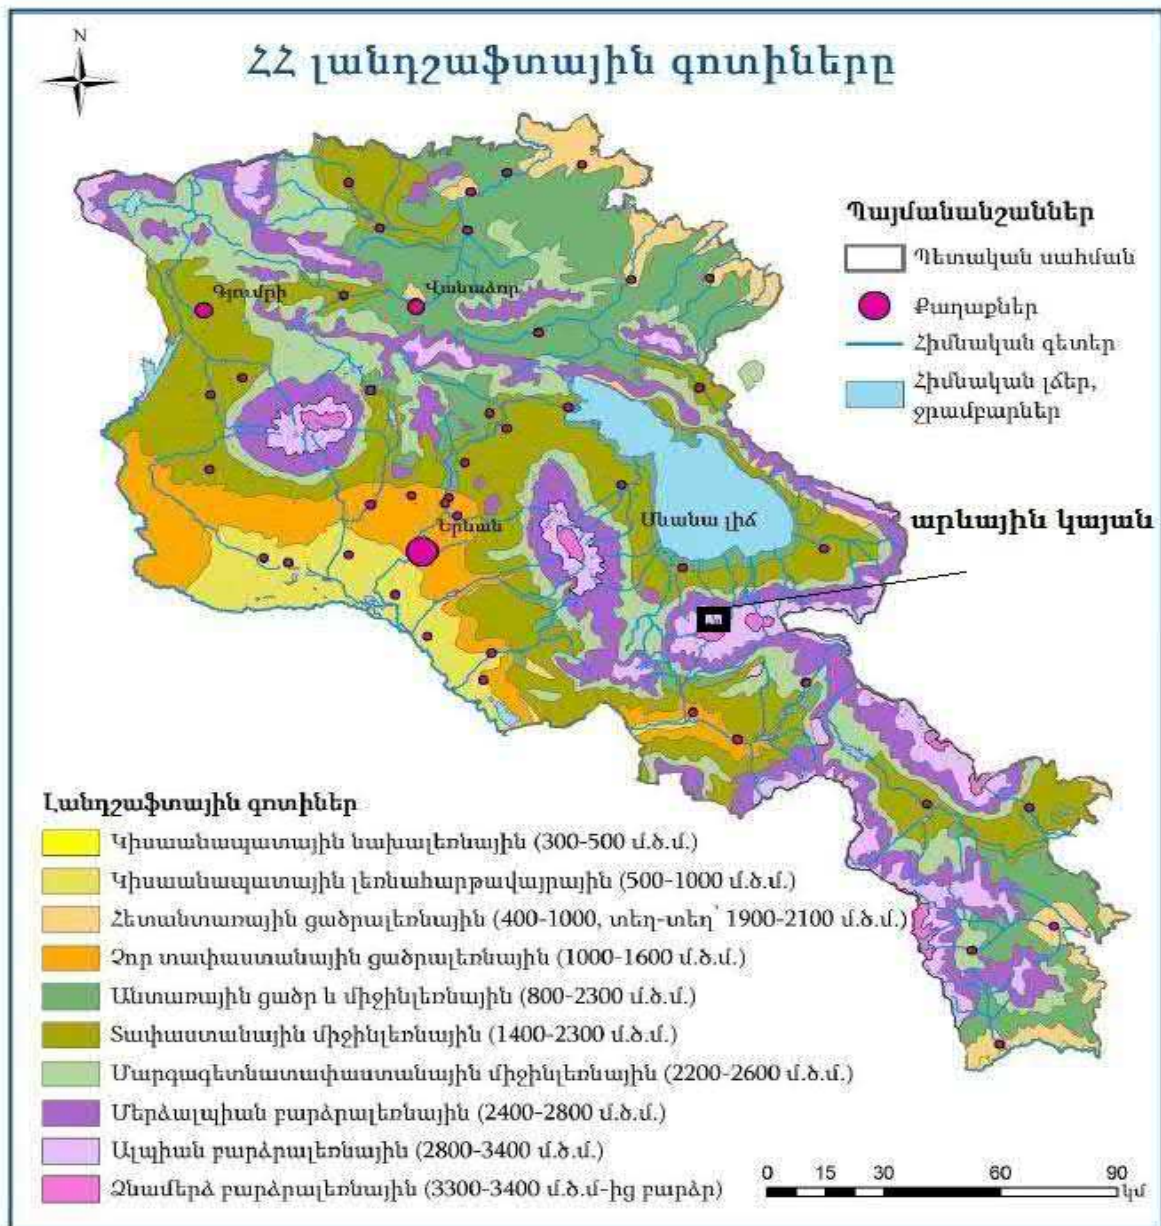 N
ՀՀ լանդշաֆտային գոտիները
Պայմանանշաններ
Պետական սահման
Քաղաքներ
Հիմնական գետեր
Հիմնական լճեր,
ջրամբարներ
Գյումրի
Վանաձոր
Երևան
Սևանա լիճ
արևային կայան
Լանդշաֆտային գոտիներ
Կիսաանապատային նախալեռնային (300-500 մ.ծ.մ.)
Կիսաանապատային լեռնահարթավայրային (500-1000 մ.ծ.մ.)
Հետանտառային ցածրալեռնային (400-1000, տեղ-տեղ՝ 1900-2100 մ.ծ.մ.)
Չոր տափաստանային ցածրալեռնային (1000-1600 մ.ծ.մ.)
Անտառային ցածր և միջինլեռնային (800-2300 մ.ծ.մ.)
Տափաստանային միջինլեռնային (1400-2300 մ.ծ.մ.)
Մարգագետնատափաստանային միջինլեռնային (2200-2600 մ.ծ.մ.)
Մերձալպիան բարձրալեռնային (2400-2800 մ.ծ.մ.)
Ալպիան բարձրալեռնային (2800-3400 մ.ծ.մ.)
Ձնամերձ բարձրալեռնային (3300-3400 մ.ծ.մ-ից բարձր)
0 15 30 60 90
կմ